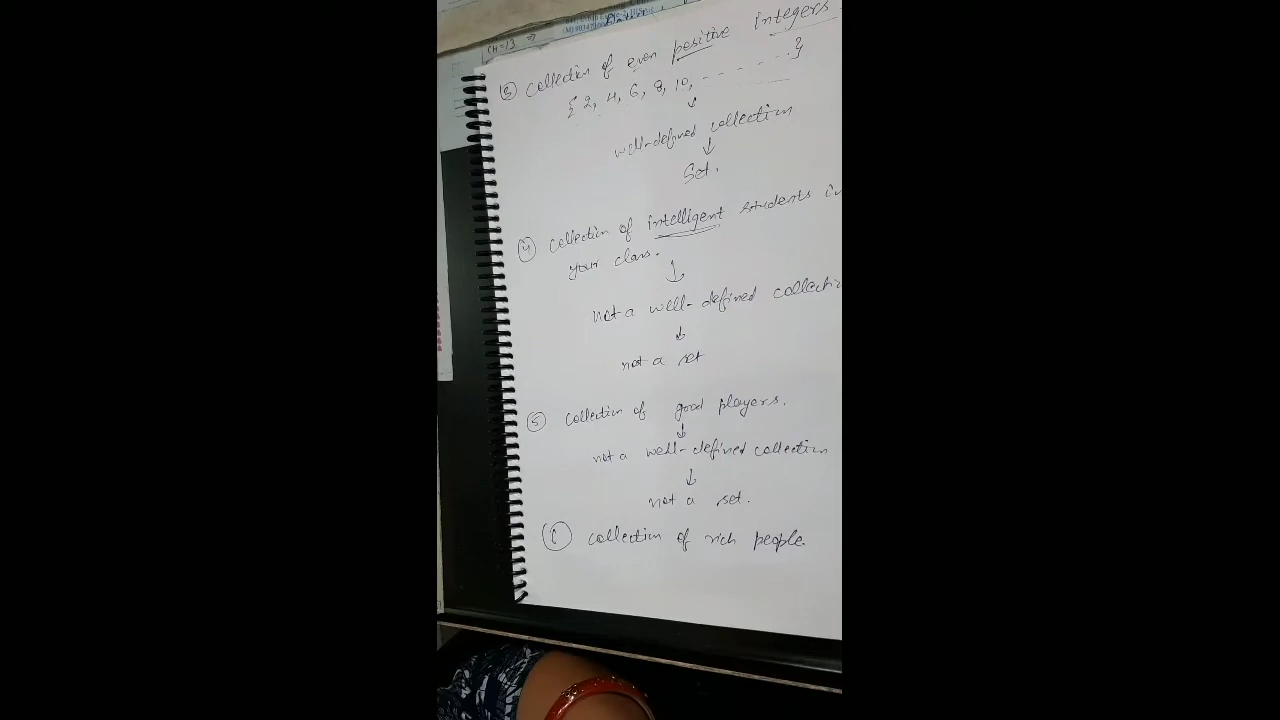 CH=13 ⇒
③ collection of even positive integers.
{ 2, 4, 6, 8, 10, - - - - - - }
↓
well-defined collection
↓
Set.
④ collection of intelligent students in
your class.
↓
not a well-defined collectio
↓
not a set
⑤ collection of good players.
↓
not a well-defined collection
↓
not a set.
⑥ collection of rich people.